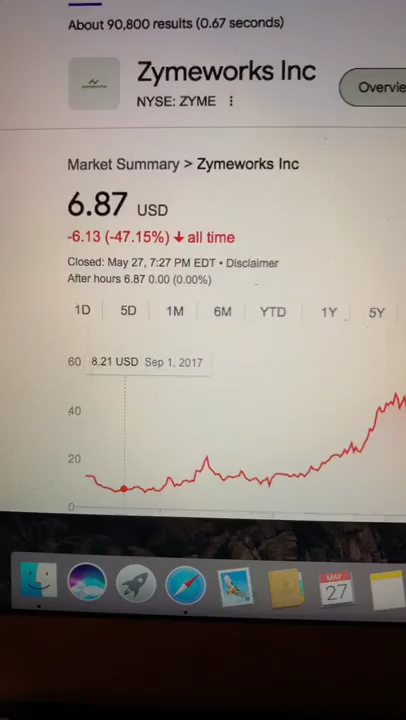 About 90,800 results (0.67 seconds)
Zymeworks Inc
NYSE: ZYME
Market Summary > Zymeworks Inc
6.87 USD
-6.13 (-47.15%) ↓ all time
Closed: May 27, 7:27 PM EDT • Disclaimer
After hours 6.87 0.00 (0.00%)
1D 5D 1M 6M YTD 1Y 5Y
60
8.21 USD Sep 1, 2017
40
20
0
MAY
27